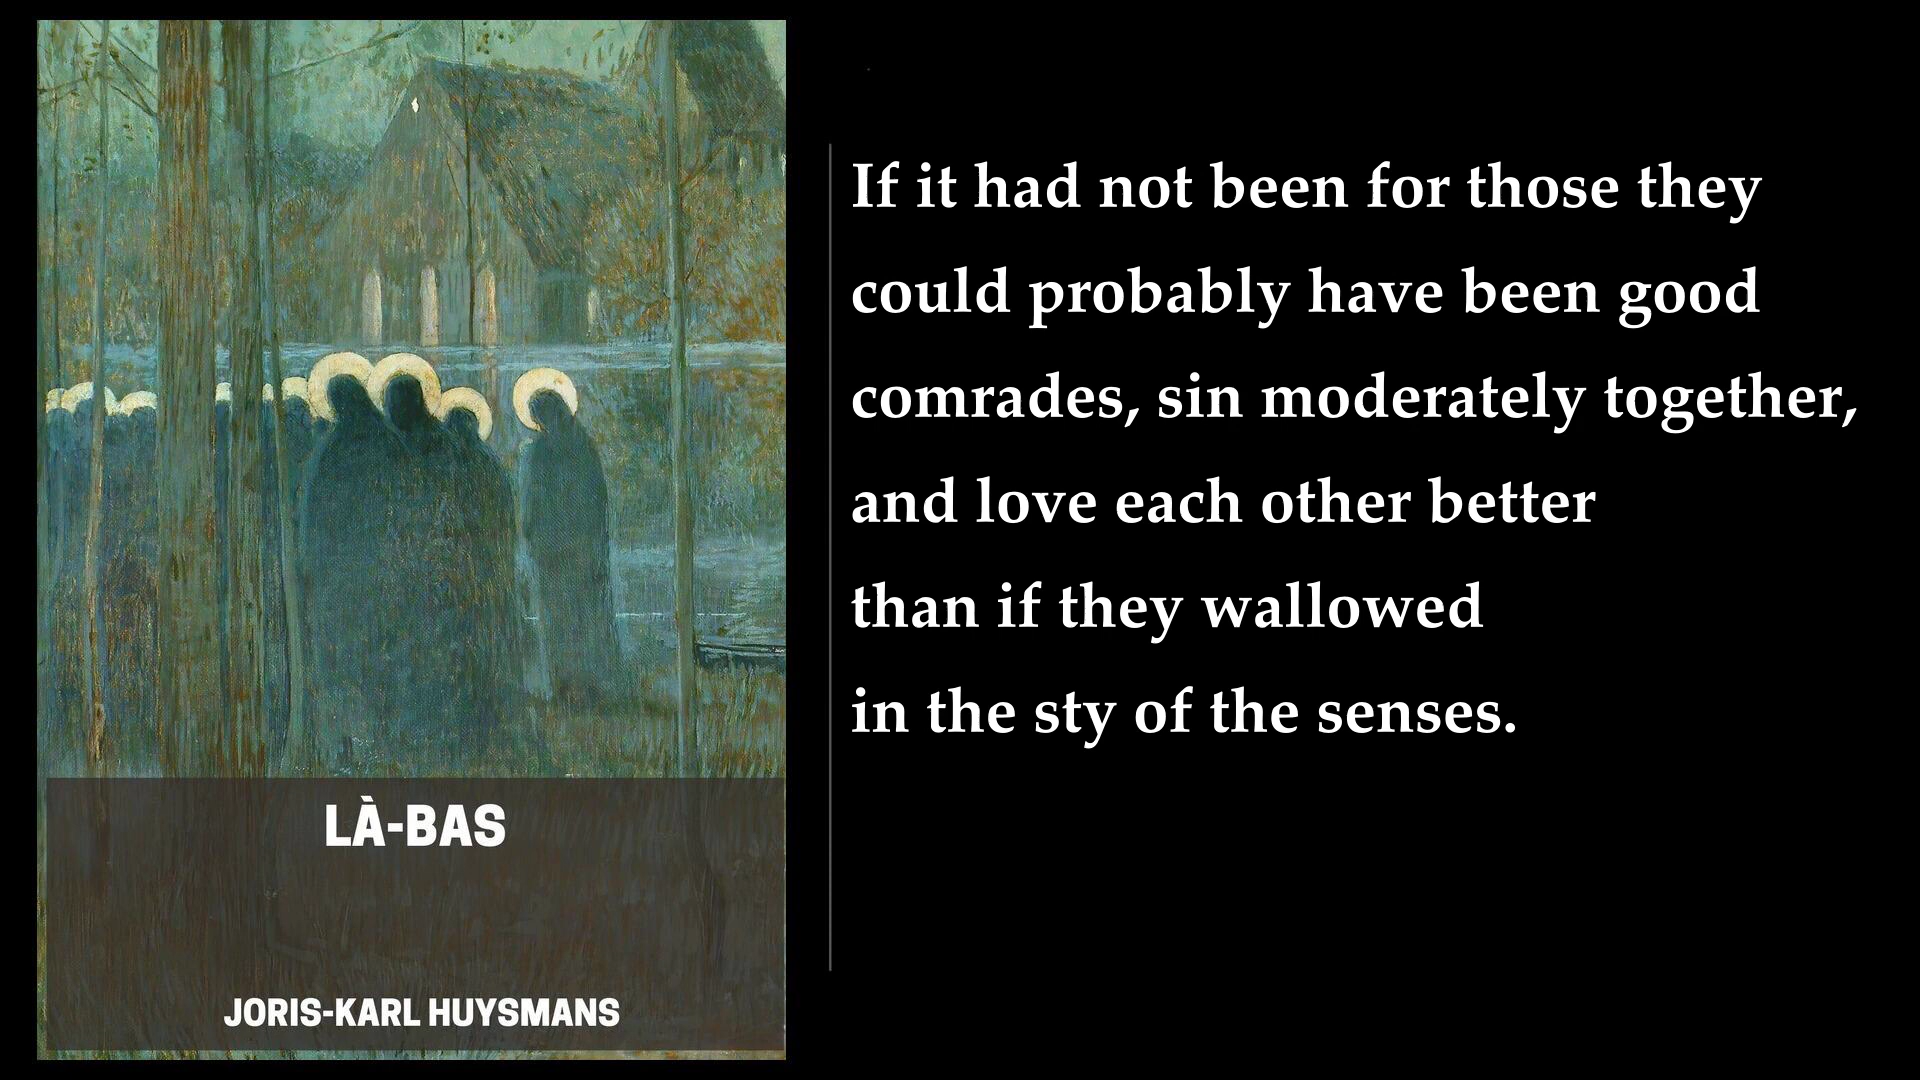 LÀ-BAS
JORIS-KARL HUYSMANS
If it had not been for those they
could probably have been good
comrades, sin moderately together,
and love each other better
than if they wallowed
in the sty of the senses.